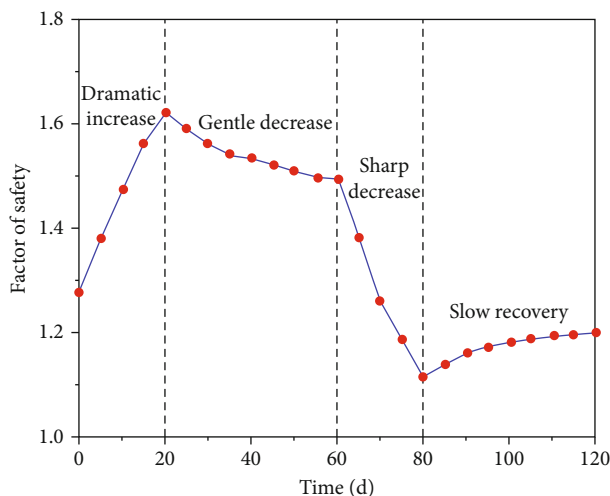 1.8
1.6
1.4
1.2
1.0
Factor of safety
Dramatic
increase
Gentle decrease
Sharp
decrease
Slow recovery
0
20
40
60
80
100
120
Time (d)